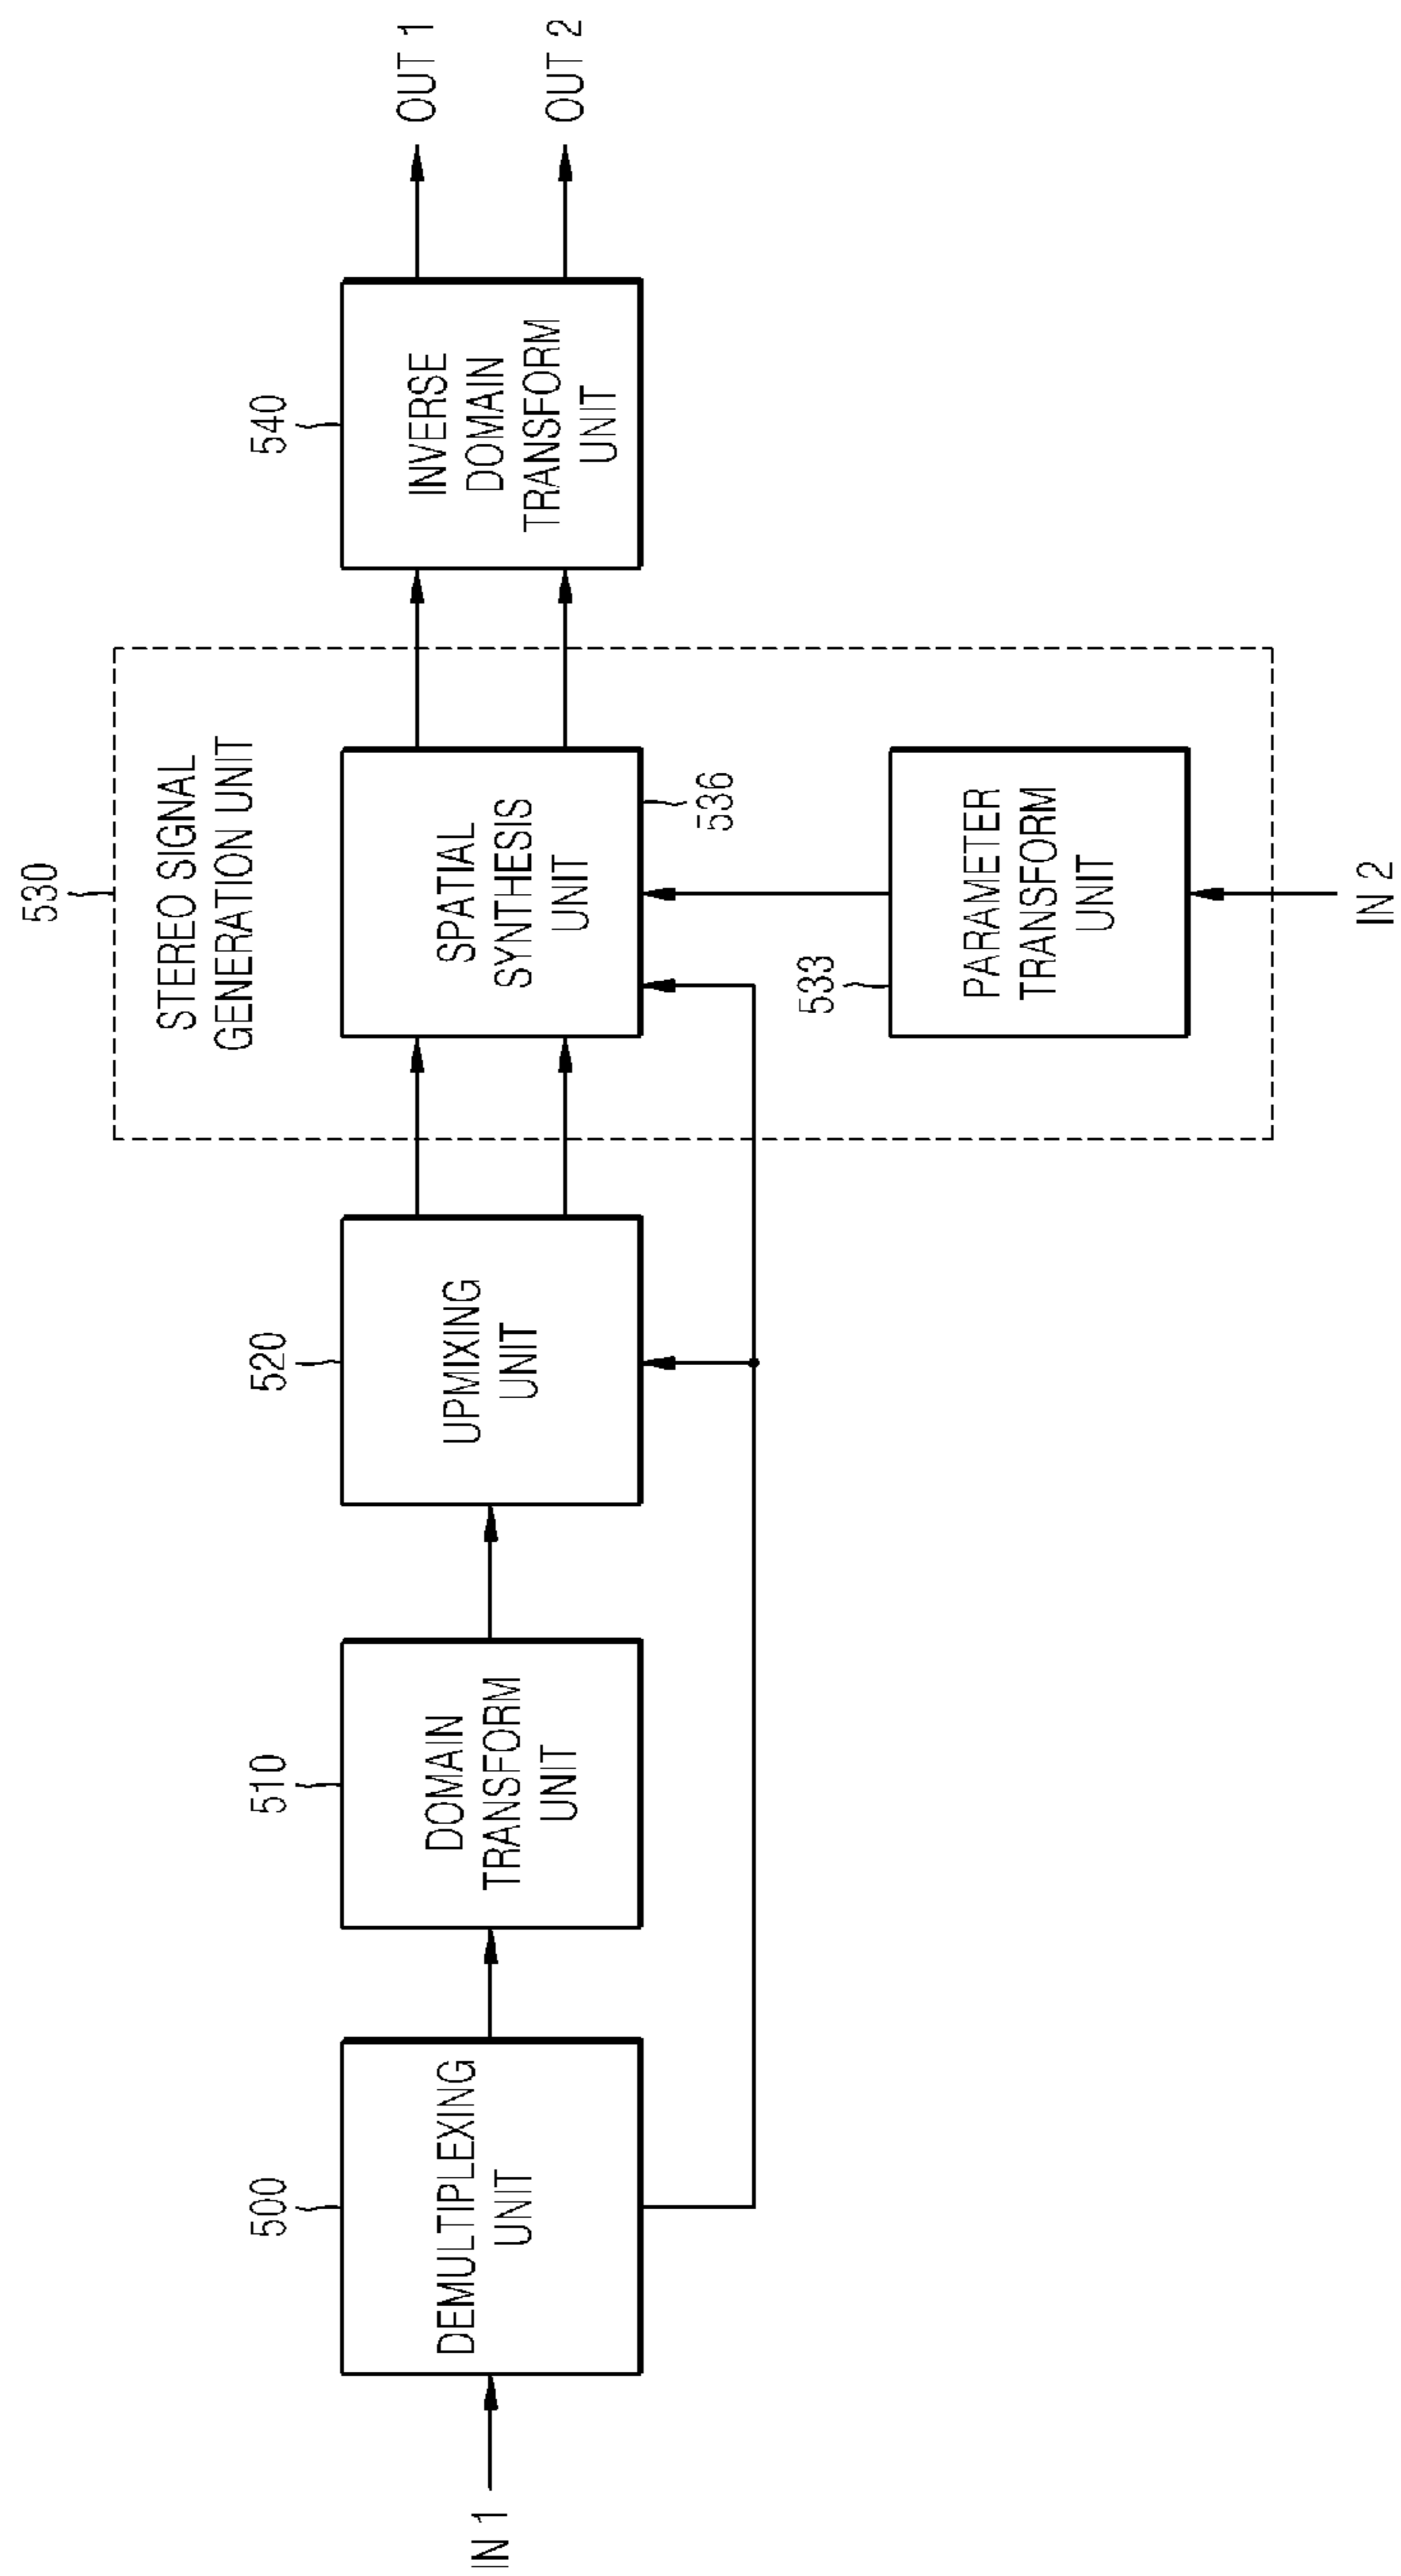 530
STEREO SIGNAL
GENERATION UNIT
500
510
520
540
IN 1
DEMULTIPLEXING
UNIT
DOMAIN
TRANSFORM
UNIT
UPMIXING
UNIT
SPATIAL
SYNTHESIS
UNIT
INVERSE
DOMAIN
TRANSFORM
UNIT
OUT 1
OUT 2
536
533
PARAMETER
TRANSFORM
UNIT
IN 2